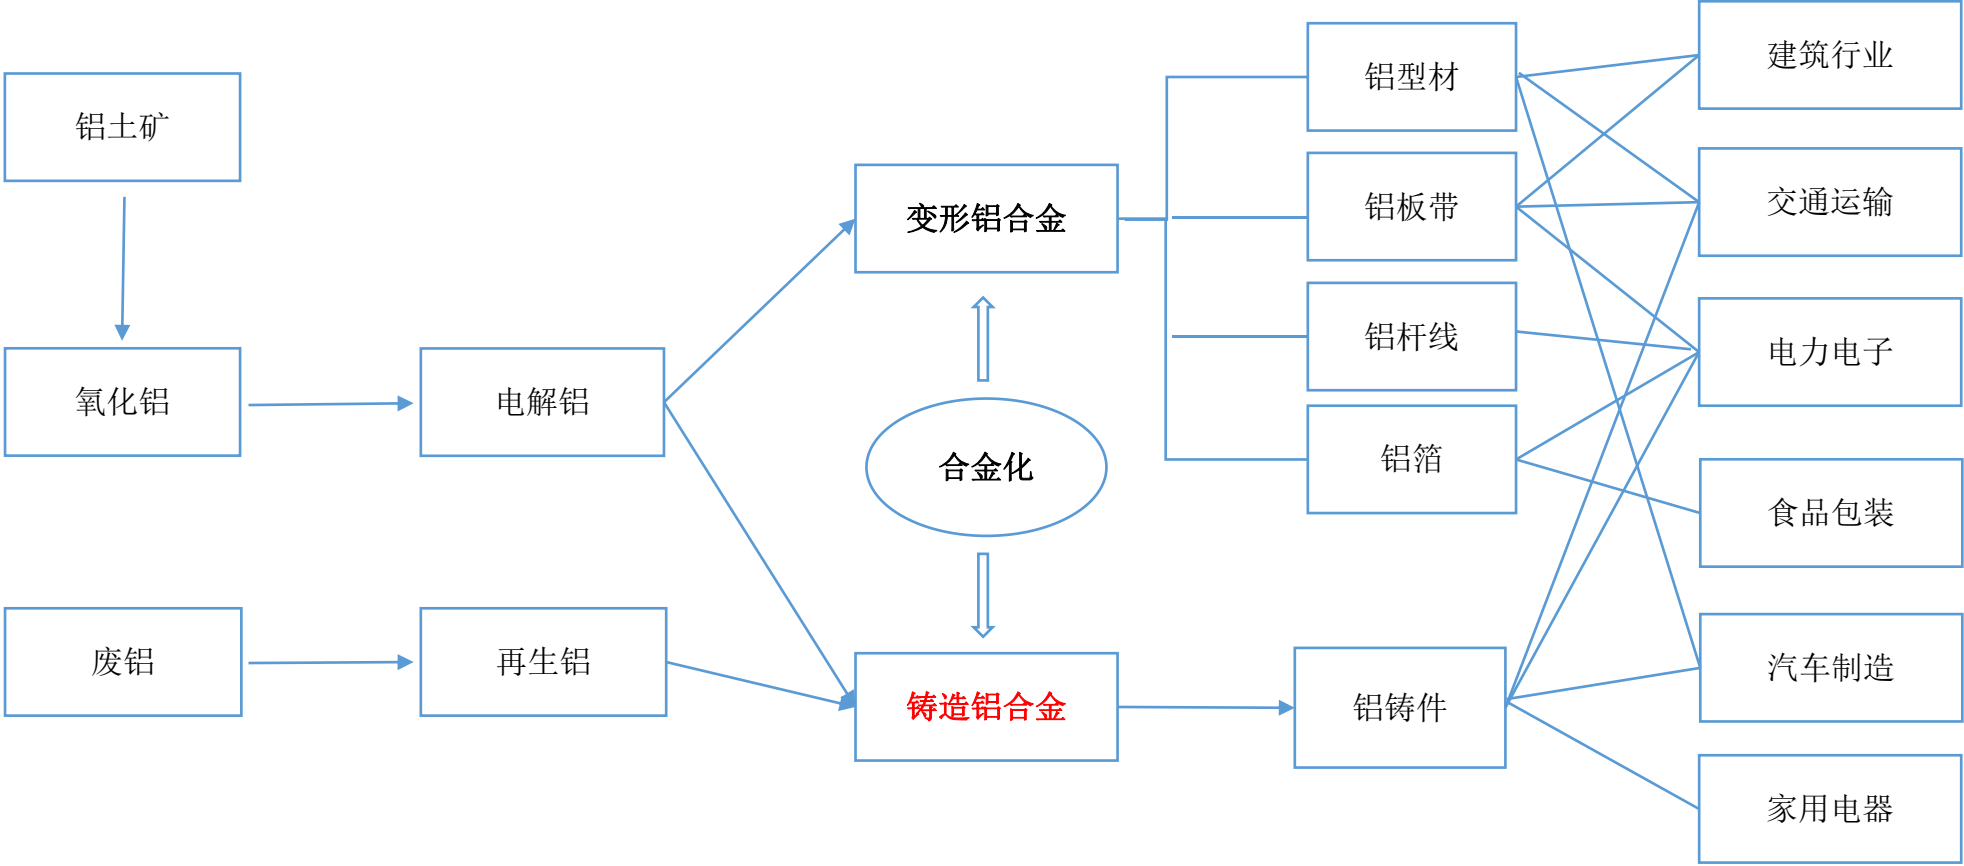 铝土矿
氧化铝
电解铝
废铝
再生铝
变形铝合金
合金化
铸造铝合金
铝型材
铝板带
铝杆线
铝箔
铝铸件
建筑行业
交通运输
电力电子
食品包装
汽车制造
家用电器